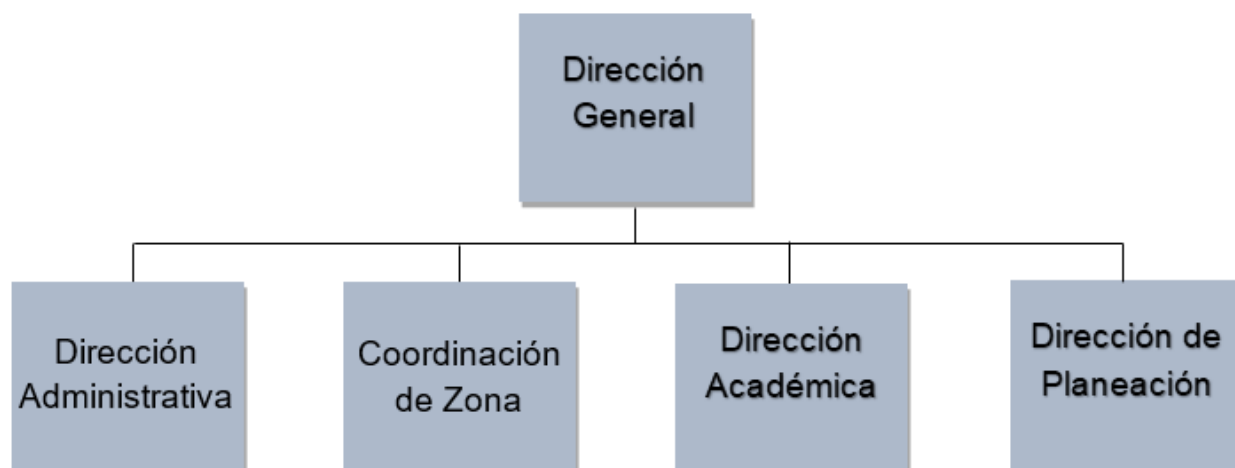 Dirección
General
Dirección
Administrativa
Coordinación
de Zona
Dirección
Académica
Dirección de
Planeación